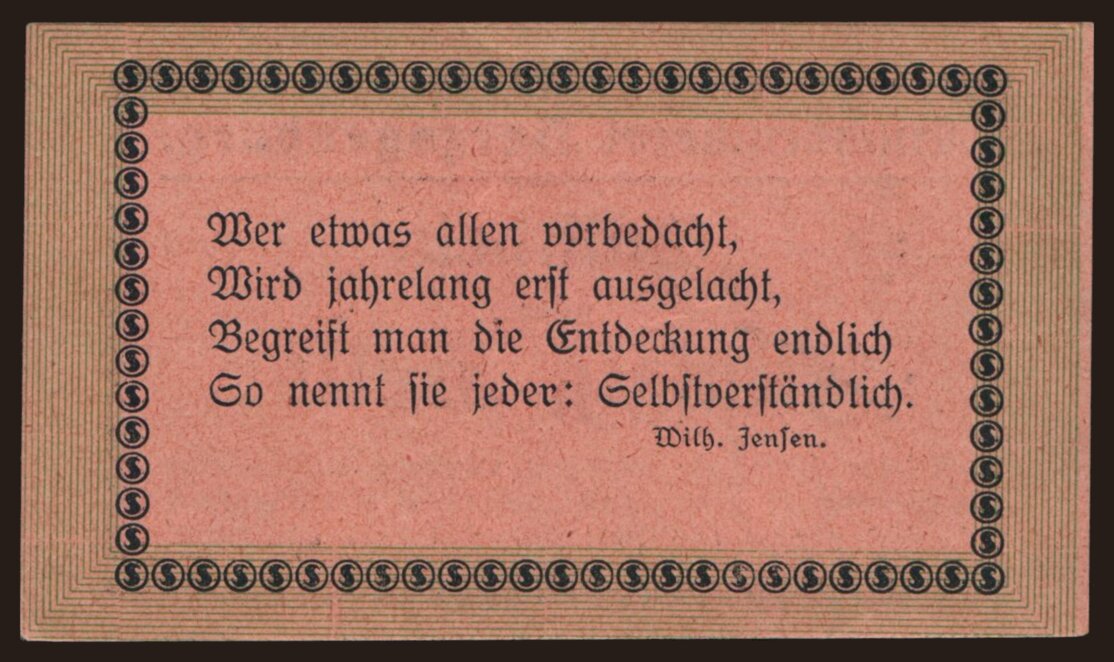 Wer etwas allen vorbedacht,
Wird jahrelang erst ausgelacht,
Begreift man die Entdeckung endlich
So nennt sie jeder: Selbstverständlich.
Wilh. Jensen.